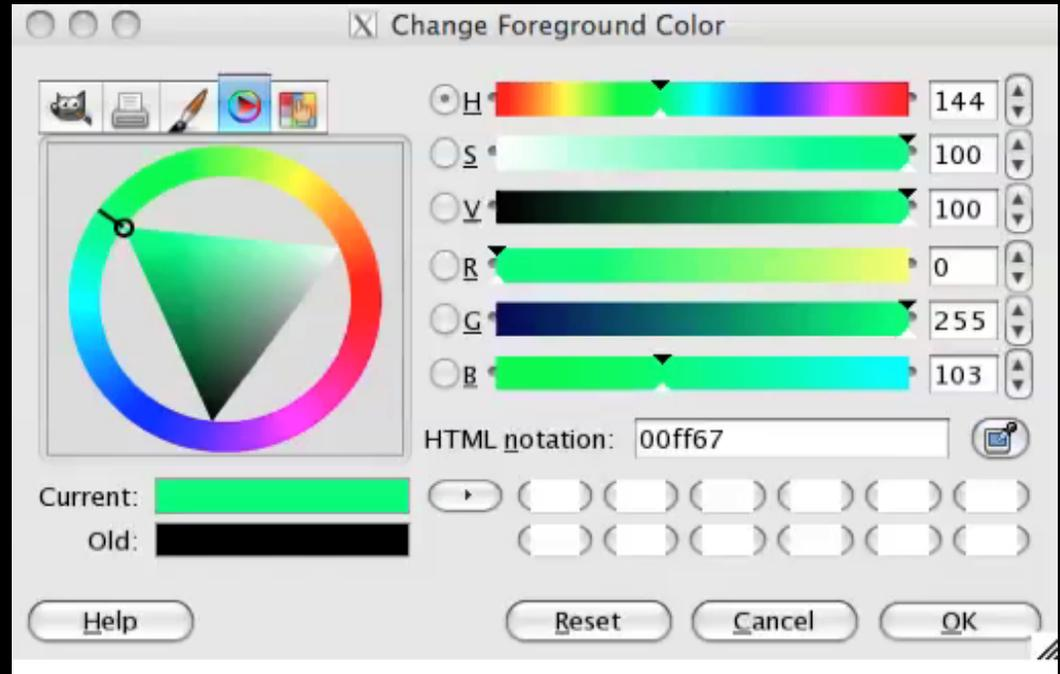 Change Foreground Color
H 144
S 100
V 100
R 0
G 255
B 103
HTML notation: 00ff67
Current:
Old:
Help Reset Cancel OK